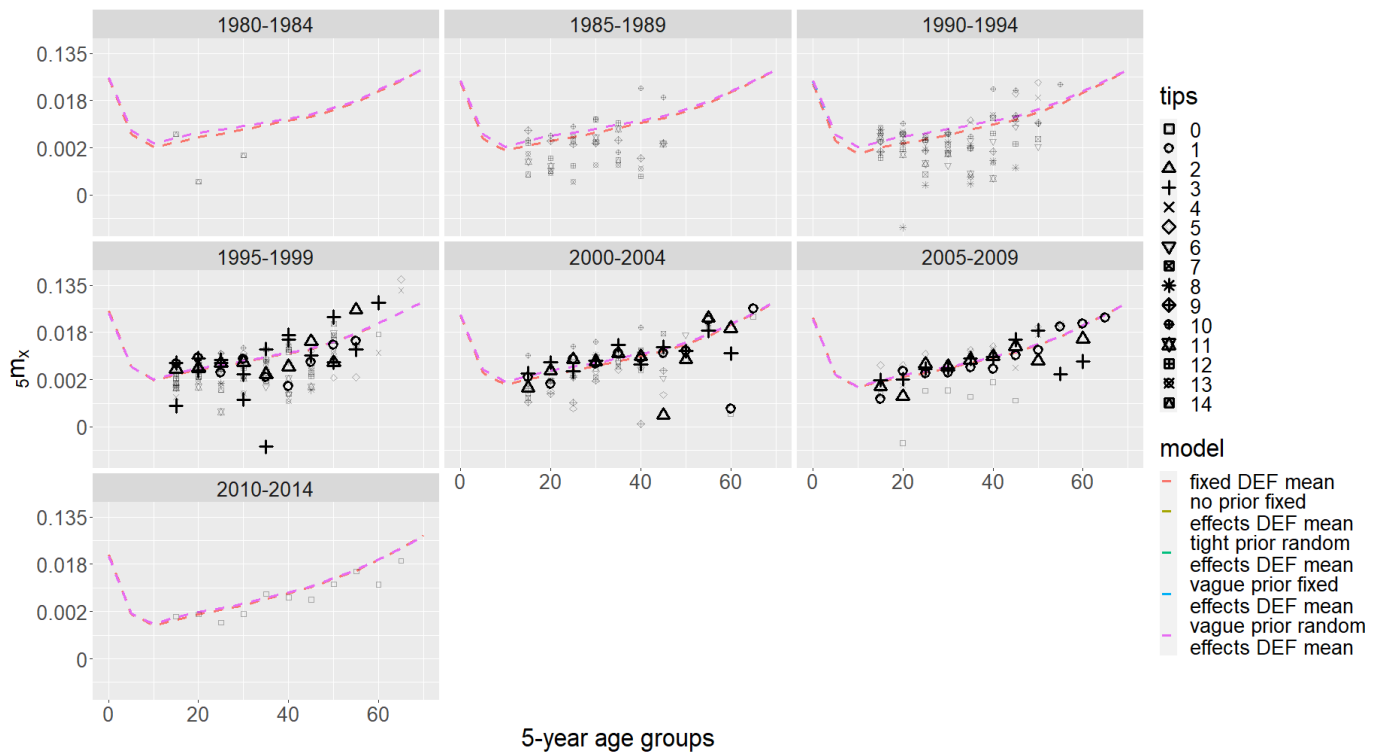 1980-1984
1985-1989
1990-1994
0.135
0.018
0.002
0
1995-1999
2000-2004
2005-2009
0.135
0.018
0.002
0
2010-2014
0 20 40 60
0 20 40 60
0.135
0.018
0.002
0
0 20 40 60
5mx
5-year age groups
tips
0
1
2
3
4
5
6
7
8
9
10
11
12
13
14
model
fixed DEF mean
no prior fixed
effects DEF mean
tight prior random
effects DEF mean
vague prior fixed
effects DEF mean
vague prior random
effects DEF mean